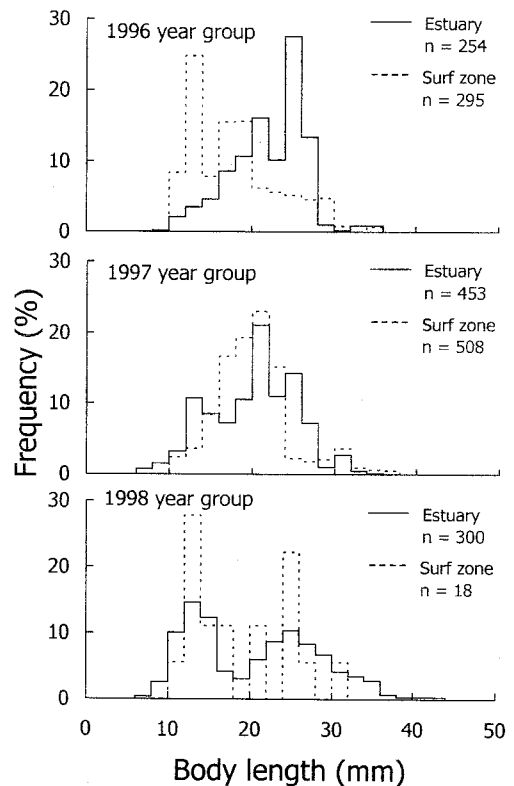 30
20
10
0
1996 year group
Estuary
n = 254
Surf zone
n = 295
30
20
10
0
1997 year group
Estuary
n = 453
Surf zone
n = 508
30
20
10
0
1998 year group
Estuary
n = 300
Surf zone
n = 18
0 10 20 30 40 50
Frequency (%)
Body length (mm)